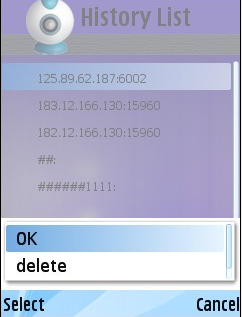 History List
125.89.62.187:6002
183.12.166.130:15960
182.12.166.130:15960
##:
######1111:
OK
delete
Select Cancel